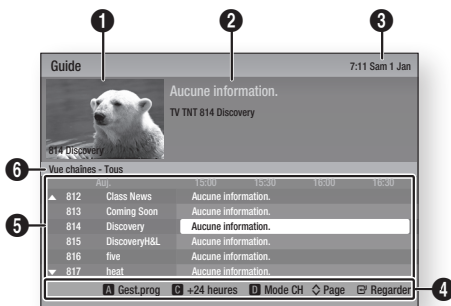 1 2 3
Guide 7:11 Sam 1 Jan
Aucune information.
TV TNT 814 Discovery
814 Discovery
6 Vue chaînes - Tous
Auj. 15:00 15:30 16:00 16:30
▲ 812 Class News Aucune information.
813 Coming Soon Aucune information.
5 814 Discovery Aucune information.
815 DiscoveryH&L Aucune information.
816 five Aucune information.
▼ 817 heat Aucune information.
A Gest.prog C +24 heures D Mode CH Page Regarder 4